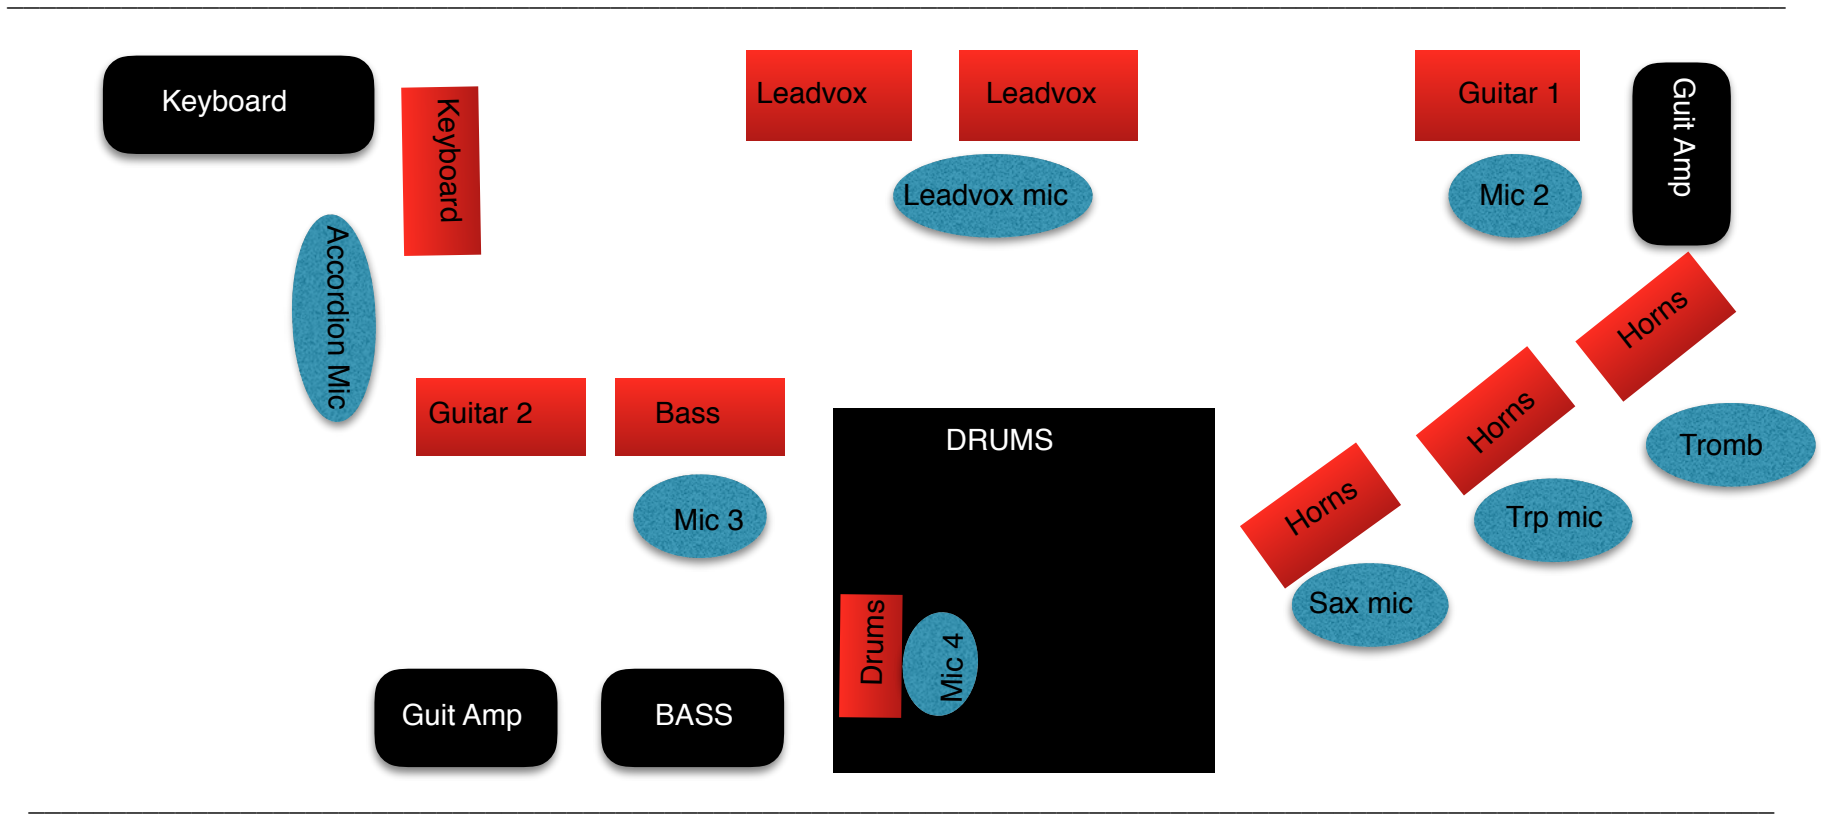 Keyboard
Keyboard
Leadvox
Leadvox
Guitar 1
Guit Amp
Leadvox mic
Mic 2
Accordion Mic
Horns
Guitar 2
Bass
DRUMS
Horns
Tromb
Mic 3
Horns
Trp mic
Sax mic
Drums
Mic 4
Guit Amp
BASS